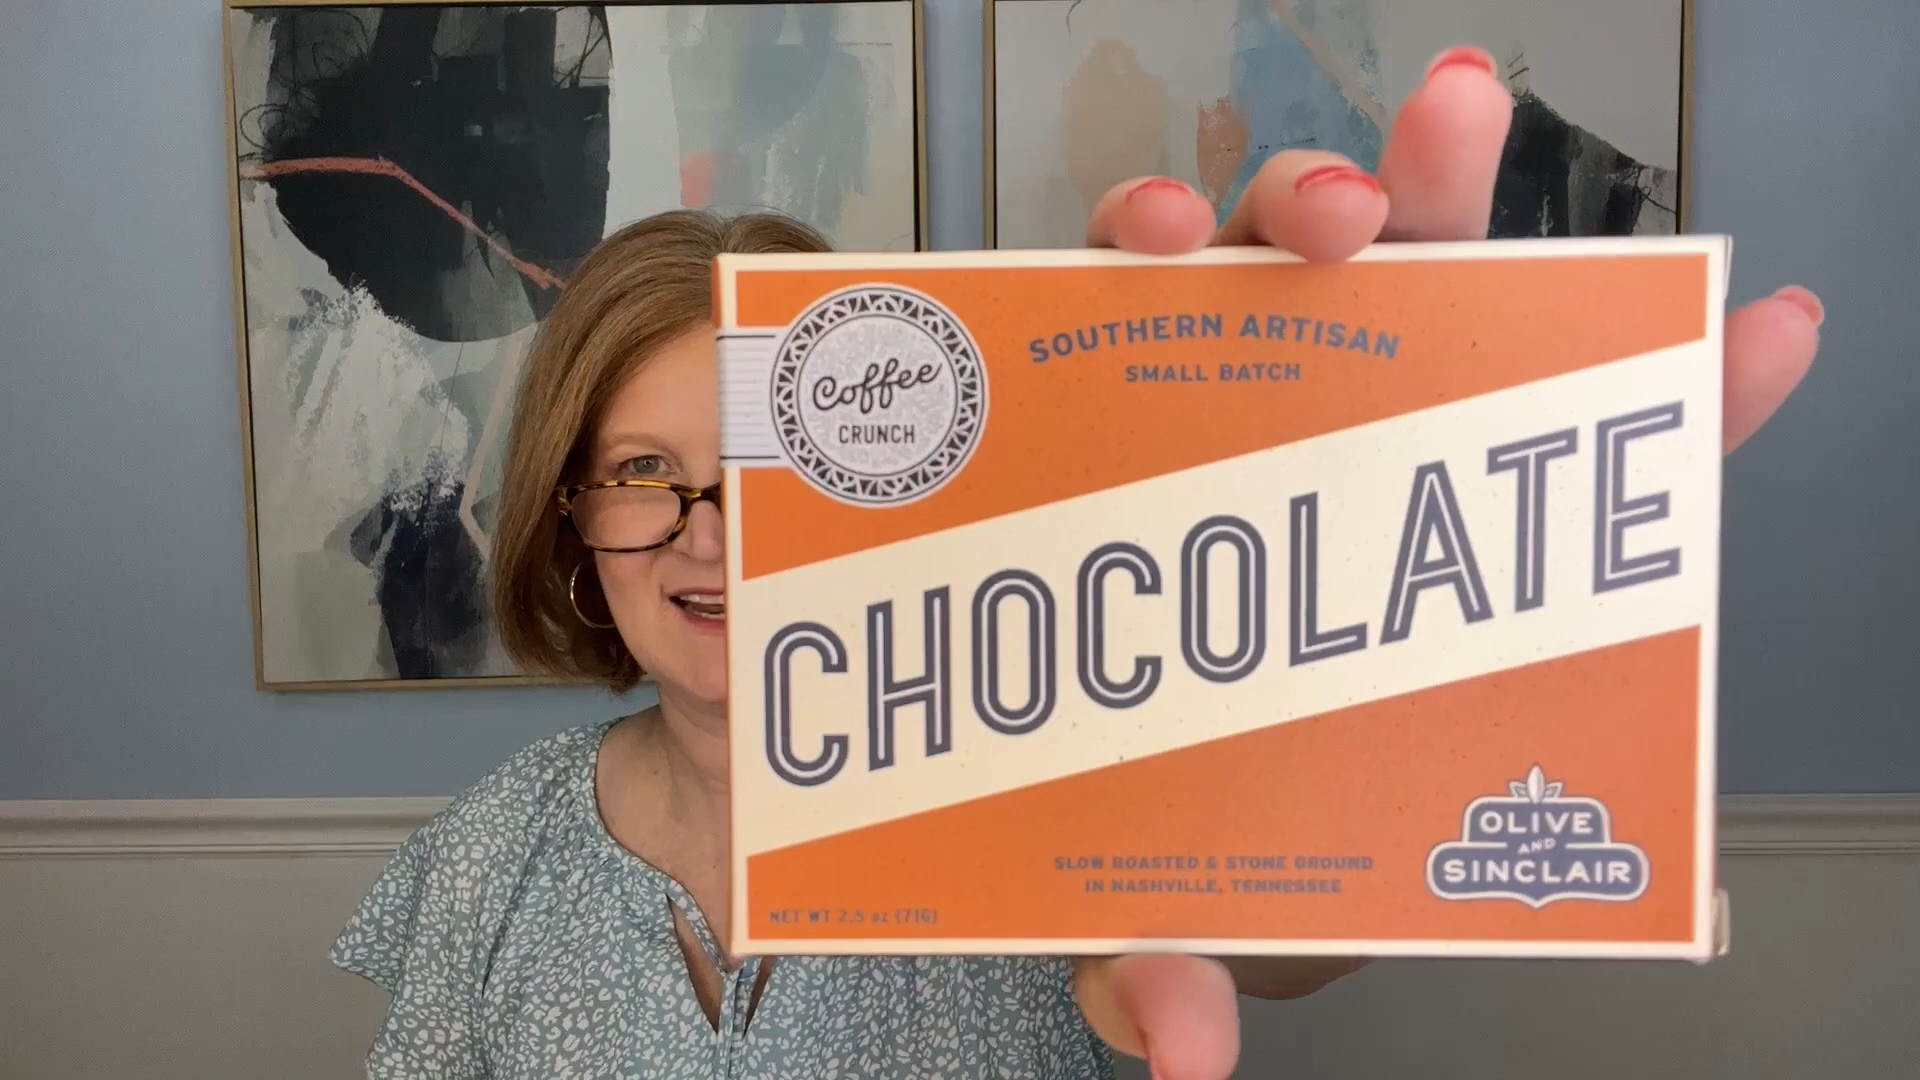 Coffee
CRUNCH
SOUTHERN ARTISAN
SMALL BATCH
CHOCOLATE
OLIVE
AND
SINCLAIR
SLOW ROASTED & STONE GROUND
IN NASHVILLE, TENNESSEE
NET WT 2.5 oz (71G)